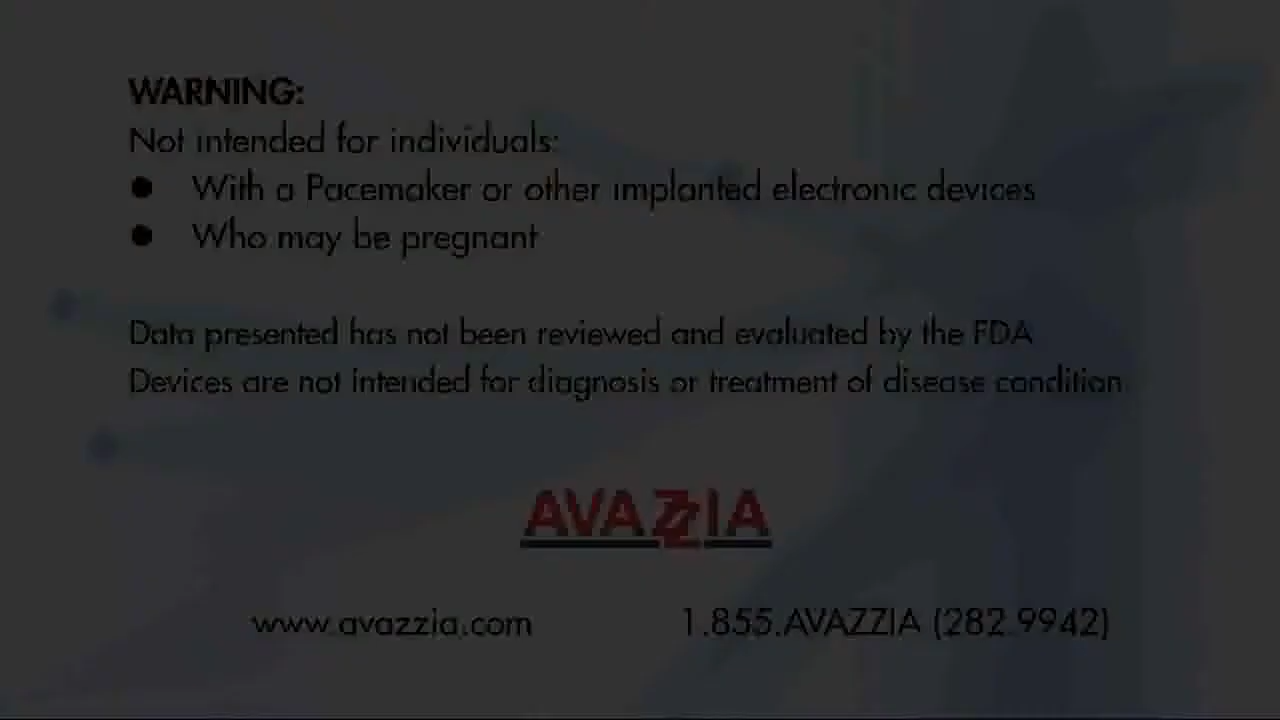 WARNING:
Not intended for individuals:
● With a Pacemaker or other implanted electronic devices
● Who may be pregnant
Data presented has not been reviewed and evaluated by the FDA
Devices are not intended for diagnosis or treatment of disease condition.
AVAZZIA
www.avazzia.com 1.855.AVAZZIA (282.9942)